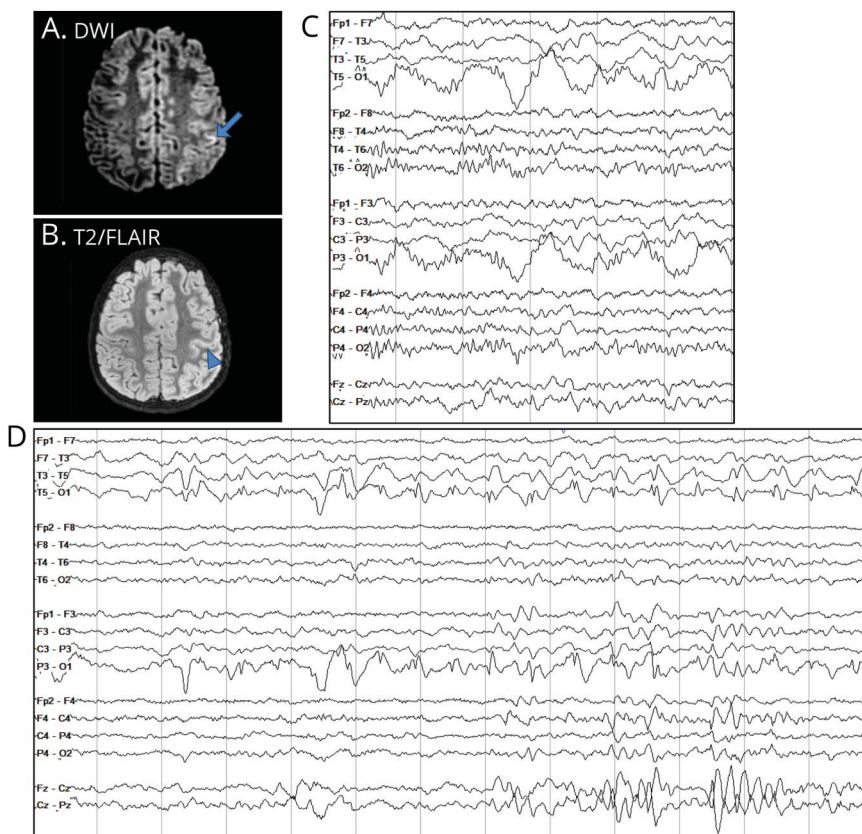 A. DWI
B. T2/FLAIR
C
Fp1 - F7
F7 - T3
T3 - T5
T5 - O1
Fp2 - F8
F8 - T4
T4 - T6
T6 - O2
Fp1 - F3
F3 - C3
C3 - P3
P3 - O1
Fp2 - F4
F4 - C4
C4 - P4
P4 - O2
Fz - Cz
Cz - Pz
D
Fp1 - F7
F7 - T3
T3 - T5
T5 - O1
Fp2 - F8
F8 - T4
T4 - T6
T6 - O2
Fp1 - F3
F3 - C3
C3 - P3
P3 - O1
Fp2 - F4
F4 - C4
C4 - P4
P4 - O2
Fz - Cz
Cz - Pz